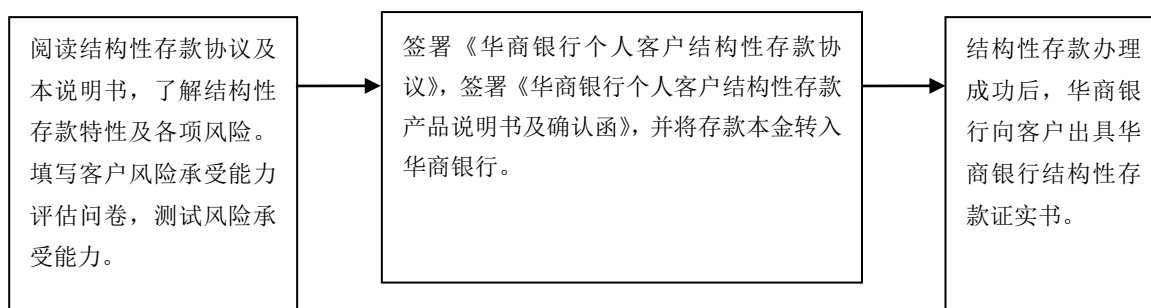 阅读结构性存款协议及
本说明书，了解结构性
存款特性及各项风险。
填写客户风险承受能力
评估问卷，测试风险承
受能力。
签署《华商银行个人客户结构性存款协
议》，签署《华商银行个人客户结构性存款
产品说明书及确认函》，并将存款本金转入
华商银行。
结构性存款办理
成功后，华商银
行向客户出具华
商银行结构性存
款证实书。